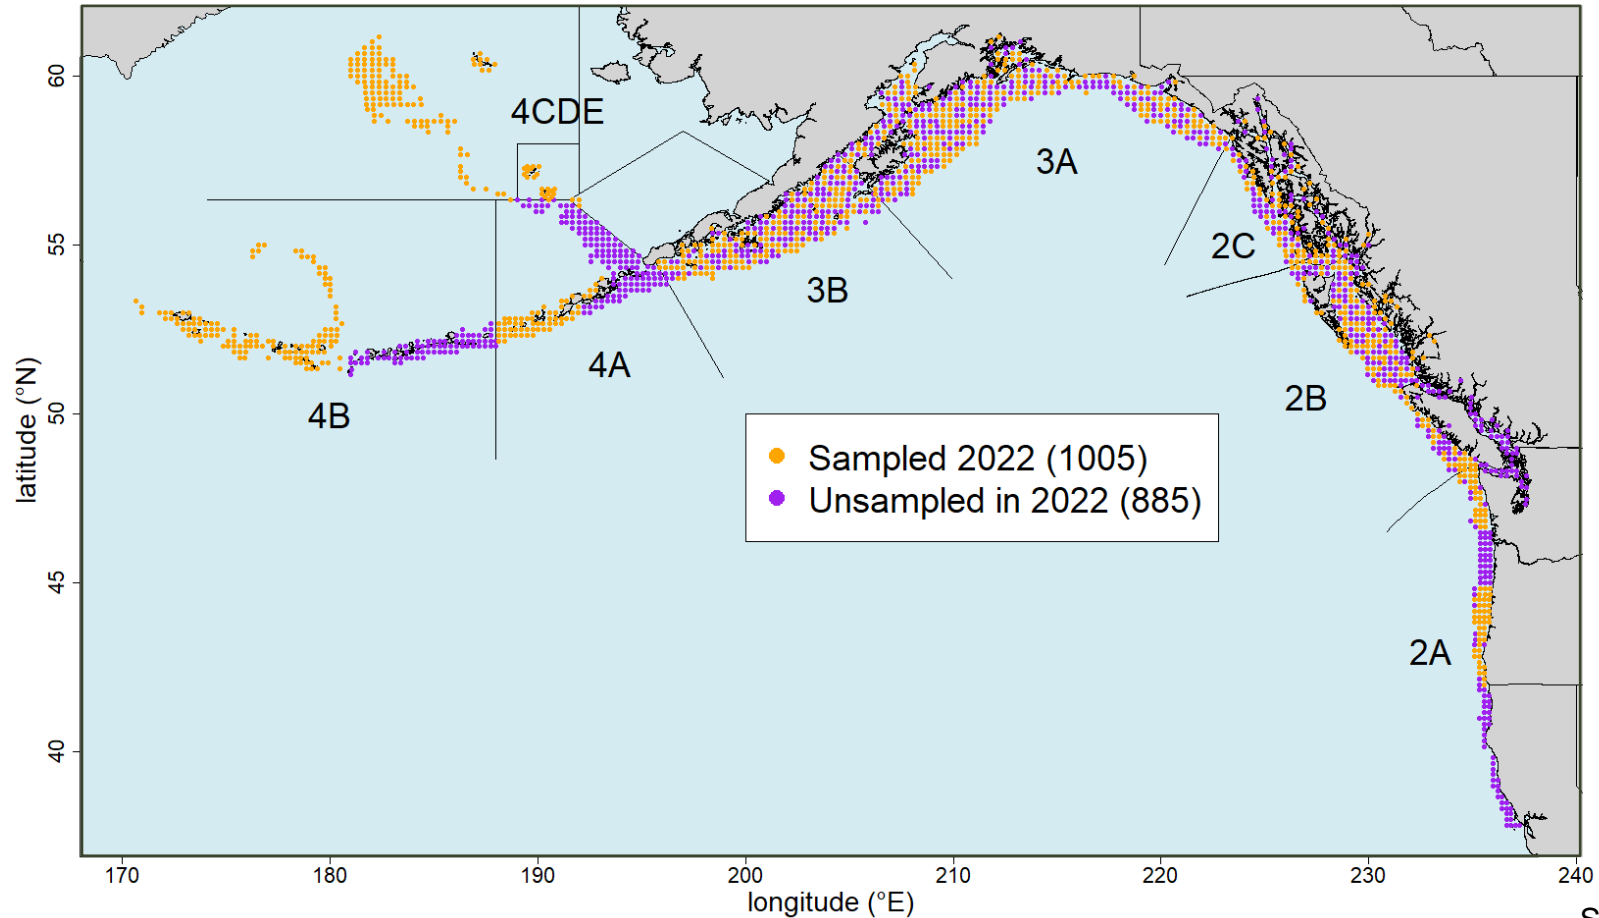 60
55
50
45
40
latitude (°N)
4CDE
3A
2C
3B
4A
2B
4B
2A
Sampled 2022 (1005)
Unsampled in 2022 (885)
170 180 190 200 210 220 230 240
longitude (°E)